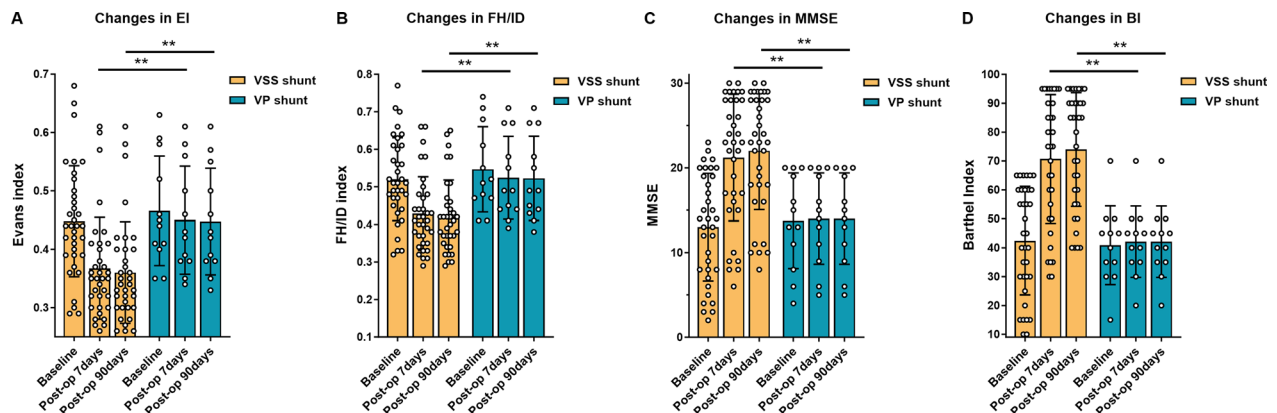 A
Changes in EI
**
**
VSS shunt
VP shunt
Evans index
0.7
0.6
0.5
0.4
0.3
Baseline
Post-op 7days
Post-op 90days
Baseline
Post-op 7days
Post-op 90days
B
Changes in FH/ID
**
**
VSS shunt
VP shunt
FH/ID index
0.8
0.7
0.6
0.5
0.4
0.3
0.1
Baseline
Post-op 7days
Post-op 90days
Baseline
Post-op 7days
Post-op 90days
C
Changes in MMSE
**
**
VSS shunt
VP shunt
MMSE
30
20
10
0
Baseline
Post-op 7days
Post-op 90days
Baseline
Post-op 7days
Post-op 90days
D
Changes in BI
**
**
VSS shunt
VP shunt
Barthel Index
100
90
80
70
60
50
40
30
20
10
Baseline
Post-op 7days
Post-op 90days
Baseline
Post-op 7days
Post-op 90days